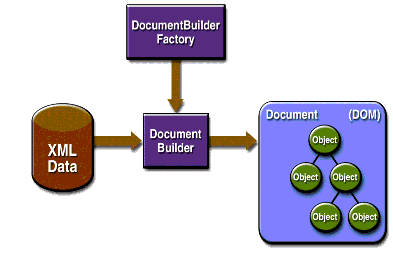 DocumentBuilder
Factory
XML
Data
Document
Builder
Document (DOM)
Object
Object
Object
Object
Object